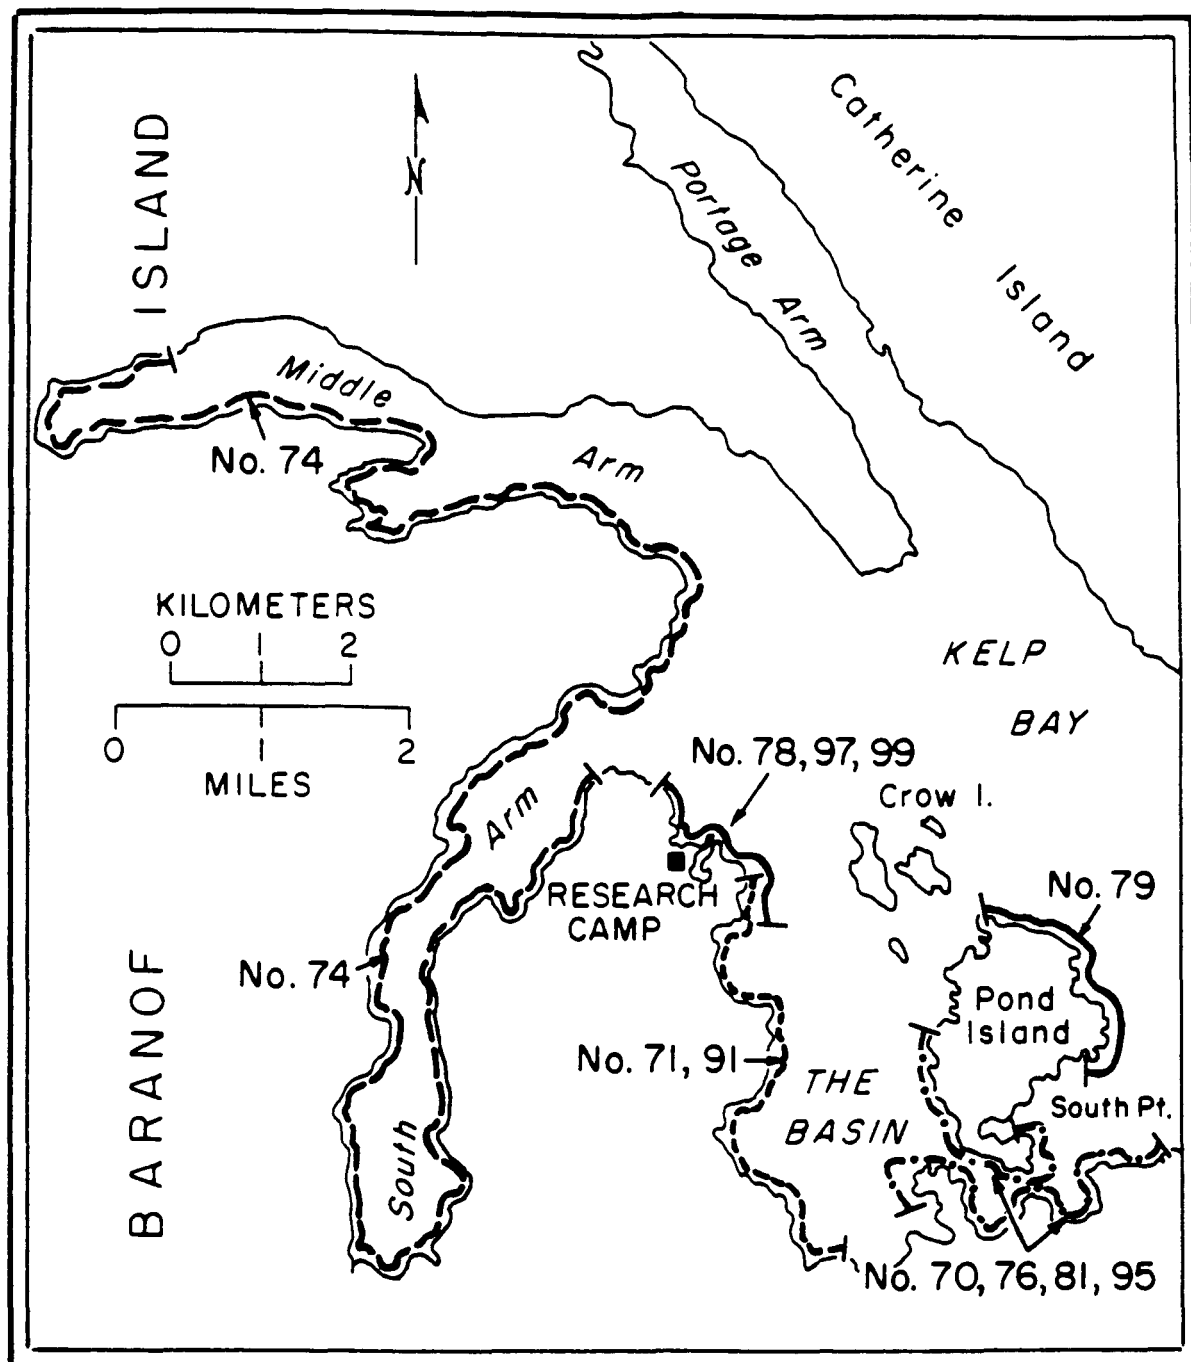 Catherine
Island
ISLAND
N
Portage
Arm
Middle
Arm
No. 74
KILOMETERS
0 1 2
0 1 2
MILES
KELP
BAY
No. 78, 97, 99
Crow I.
Arm
RESEARCH
CAMP
No. 79
No. 74
Pond
Island
BARANOF
No. 71, 91
THE
BASIN
South Pt.
South
No. 70, 76, 81, 95